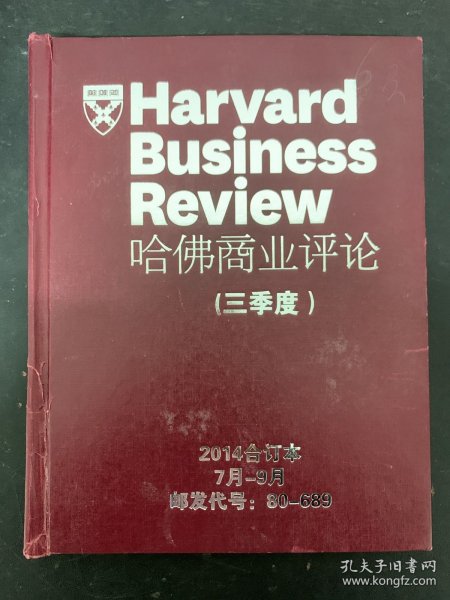 Harvard
Business
Review
哈佛商业评论
(三季度)
2014合订本
7月-9月
邮发代号：80-689
孔夫子旧书网
www.kongfz.com